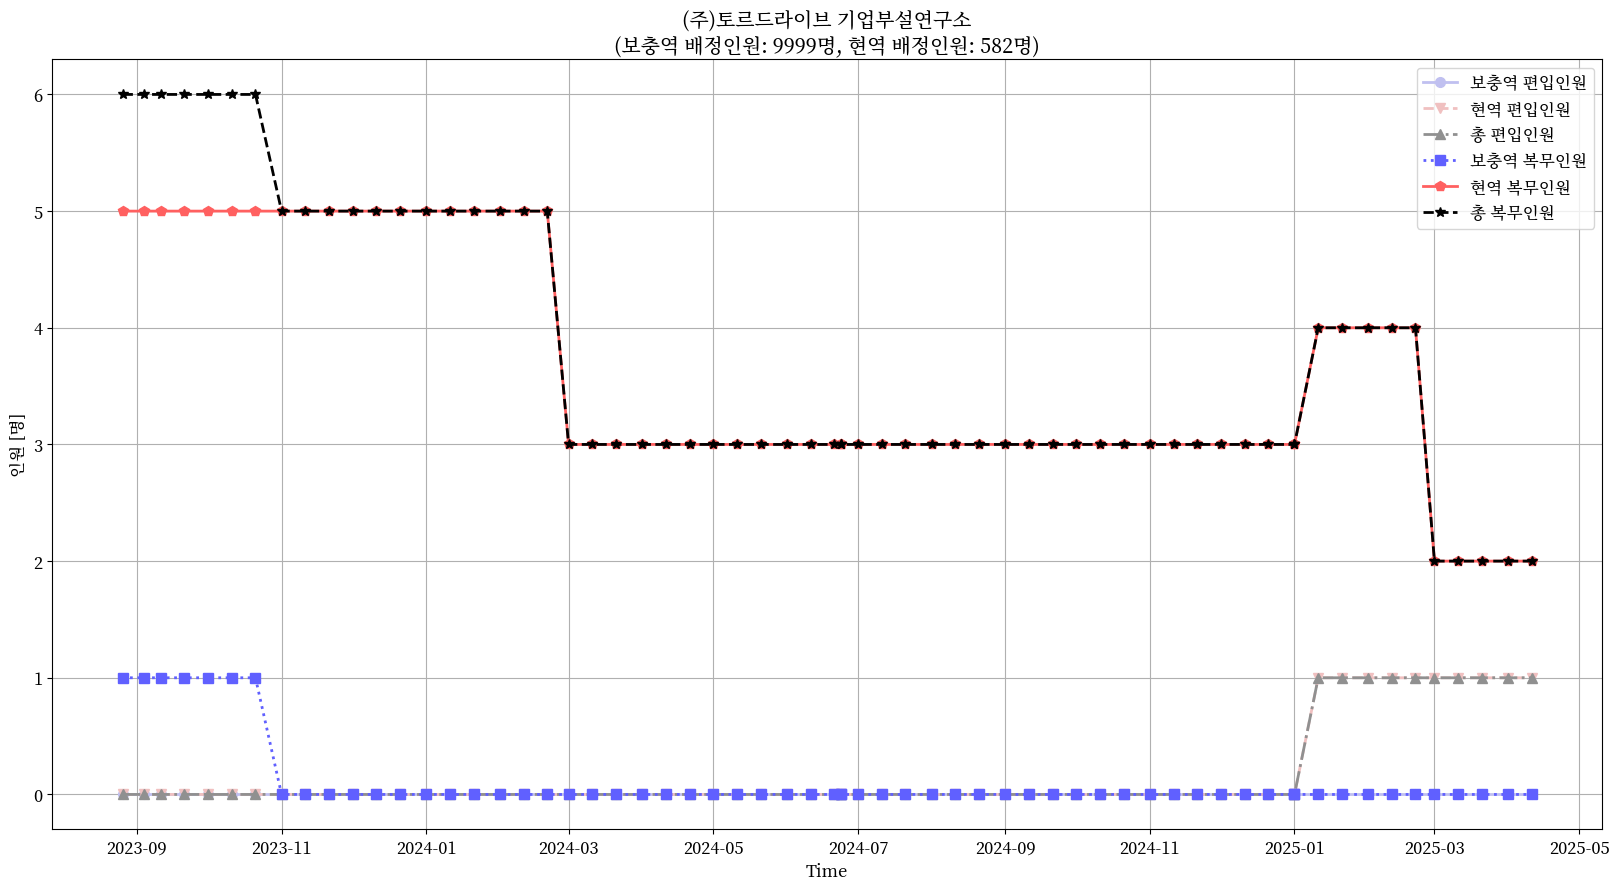 (주)토르드라이브 기업부설연구소
(보충역 배정인원: 9999명, 현역 배정인원: 582명)
보충역 편입인원
현역 편입인원
총 편입인원
보충역 복무인원
현역 복무인원
총 복무인원
인원 [명]
6
5
4
3
2
1
0
2023-09
2023-11
2024-01
2024-03
2024-05
2024-07
2024-09
2024-11
2025-01
2025-03
2025-05
Time